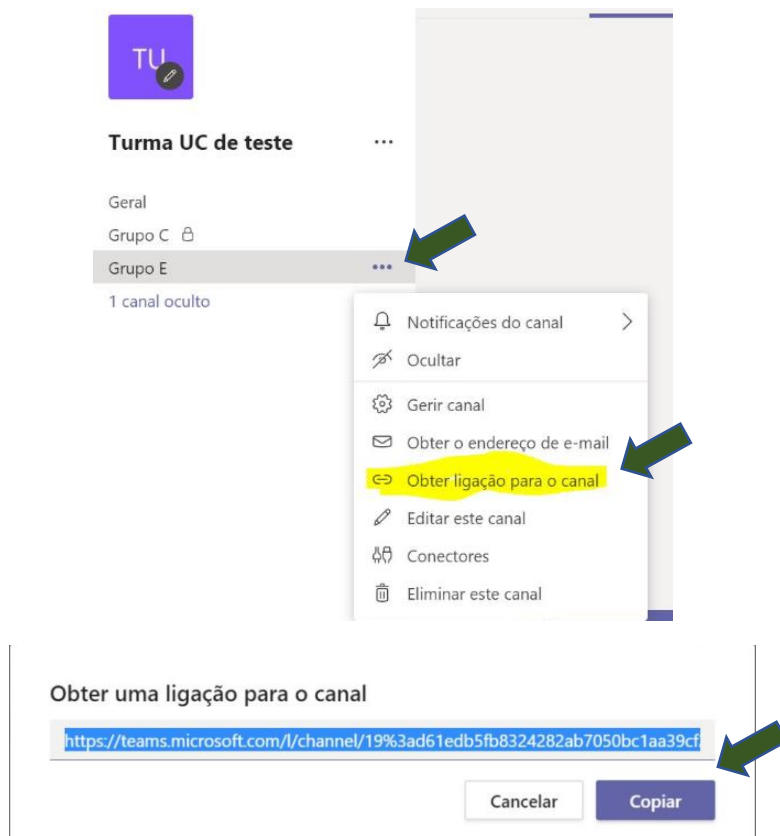 TU
Turma UC de teste ...
Geral
Grupo C
Grupo E ...
1 canal oculto
Notificações do canal
Ocultar
Gerir canal
Obter o endereço de e-mail
Obter ligação para o canal
Editar este canal
Conectores
Eliminar este canal
Obter uma ligação para o canal
https://teams.microsoft.com/l/channel/19%3ad61edb5fb8324282ab7050bc1aa39cf.
Cancelar Copiar